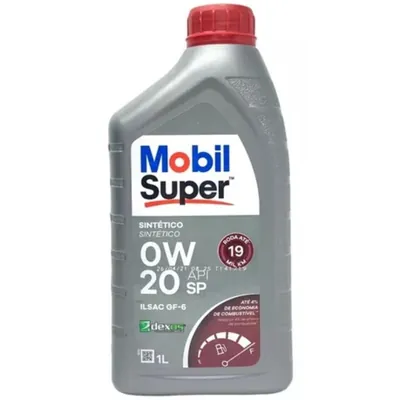 Mobil
Super™
SINTÉTICO
SINTÉTICO
0W
20 API
SP
RODA ATÉ
19
MIL KM
ILSAC GF-6
dexos
ATÉ 4%
DE ECONOMIA
DE COMBUSTÍVEL
F
1L